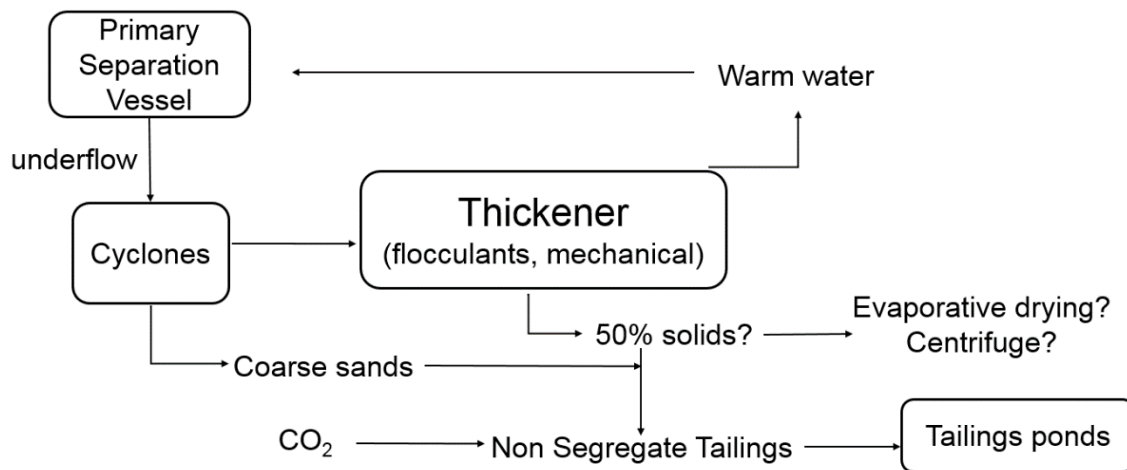 Primary
Separation
Vessel
Warm water
underflow
Thickener
(flocculants, mechanical)
Cyclones
Evaporative drying?
Centrifuge?
50% solids?
Coarse sands
CO₂
Non Segregate Tailings
Tailings ponds